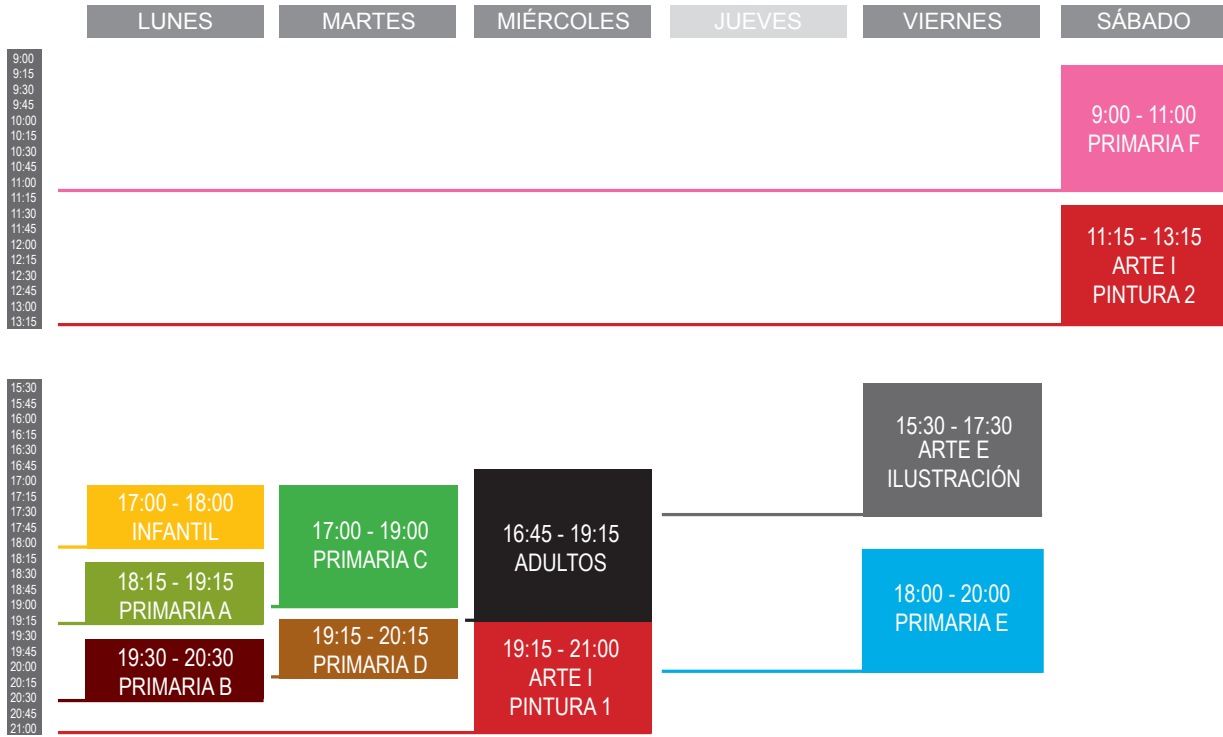 LUNES
MARTES
MIÉRCOLES
JUEVES
VIERNES
SÁBADO
9:00
9:15
9:30
9:45
10:00
10:15
10:30
10:45
11:00
11:15
11:30
11:45
12:00
12:15
12:30
12:45
13:00
13:15
9:00 - 11:00
PRIMARIA F
11:15 - 13:15
ARTE I
PINTURA 2
15:30
15:45
16:00
16:15
16:30
16:45
17:00
17:15
17:30
17:45
18:00
18:15
18:30
18:45
19:00
19:15
19:30
19:45
20:00
20:15
20:30
20:45
21:00
17:00 - 18:00
INFANTIL
18:15 - 19:15
PRIMARIA A
19:30 - 20:30
PRIMARIA B
17:00 - 19:00
PRIMARIA C
19:15 - 20:15
PRIMARIA D
16:45 - 19:15
ADULTOS
19:15 - 21:00
ARTE I
PINTURA 1
15:30 - 17:30
ARTE E
ILUSTRACIÓN
18:00 - 20:00
PRIMARIA E